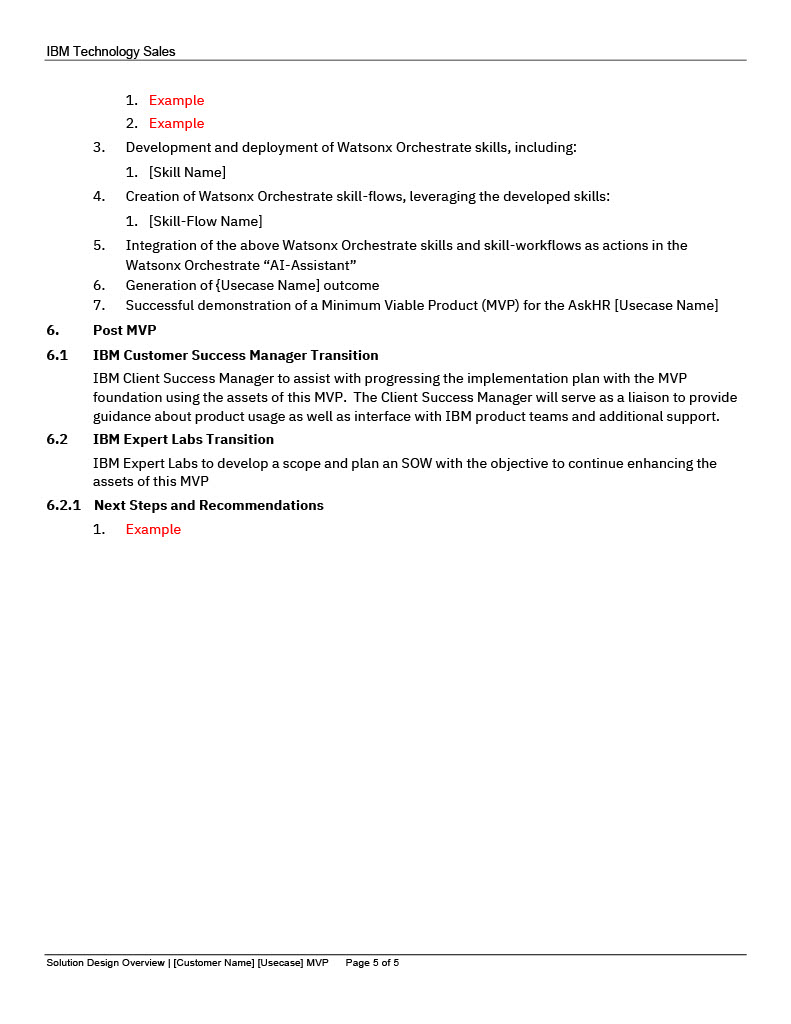 IBM Technology Sales
1. Example
2. Example
3. Development and deployment of Watsonx Orchestrate skills, including:
1. [Skill Name]
4. Creation of Watsonx Orchestrate skill-flows, leveraging the developed skills:
1. [Skill-Flow Name]
5. Integration of the above Watsonx Orchestrate skills and skill-workflows as actions in the
Watsonx Orchestrate “AI-Assistant”
6. Generation of {Usecase Name] outcome
7. Successful demonstration of a Minimum Viable Product (MVP) for the AskHR [Usecase Name]
6. Post MVP
6.1 IBM Customer Success Manager Transition
IBM Client Success Manager to assist with progressing the implementation plan with the MVP
foundation using the assets of this MVP.  The Client Success Manager will serve as a liaison to provide
guidance about product usage as well as interface with IBM product teams and additional support.
6.2 IBM Expert Labs Transition
IBM Expert Labs to develop a scope and plan an SOW with the objective to continue enhancing the
assets of this MVP
6.2.1 Next Steps and Recommendations
1. Example
Solution Design Overview | [Customer Name] [Usecase] MVP Page 5 of 5